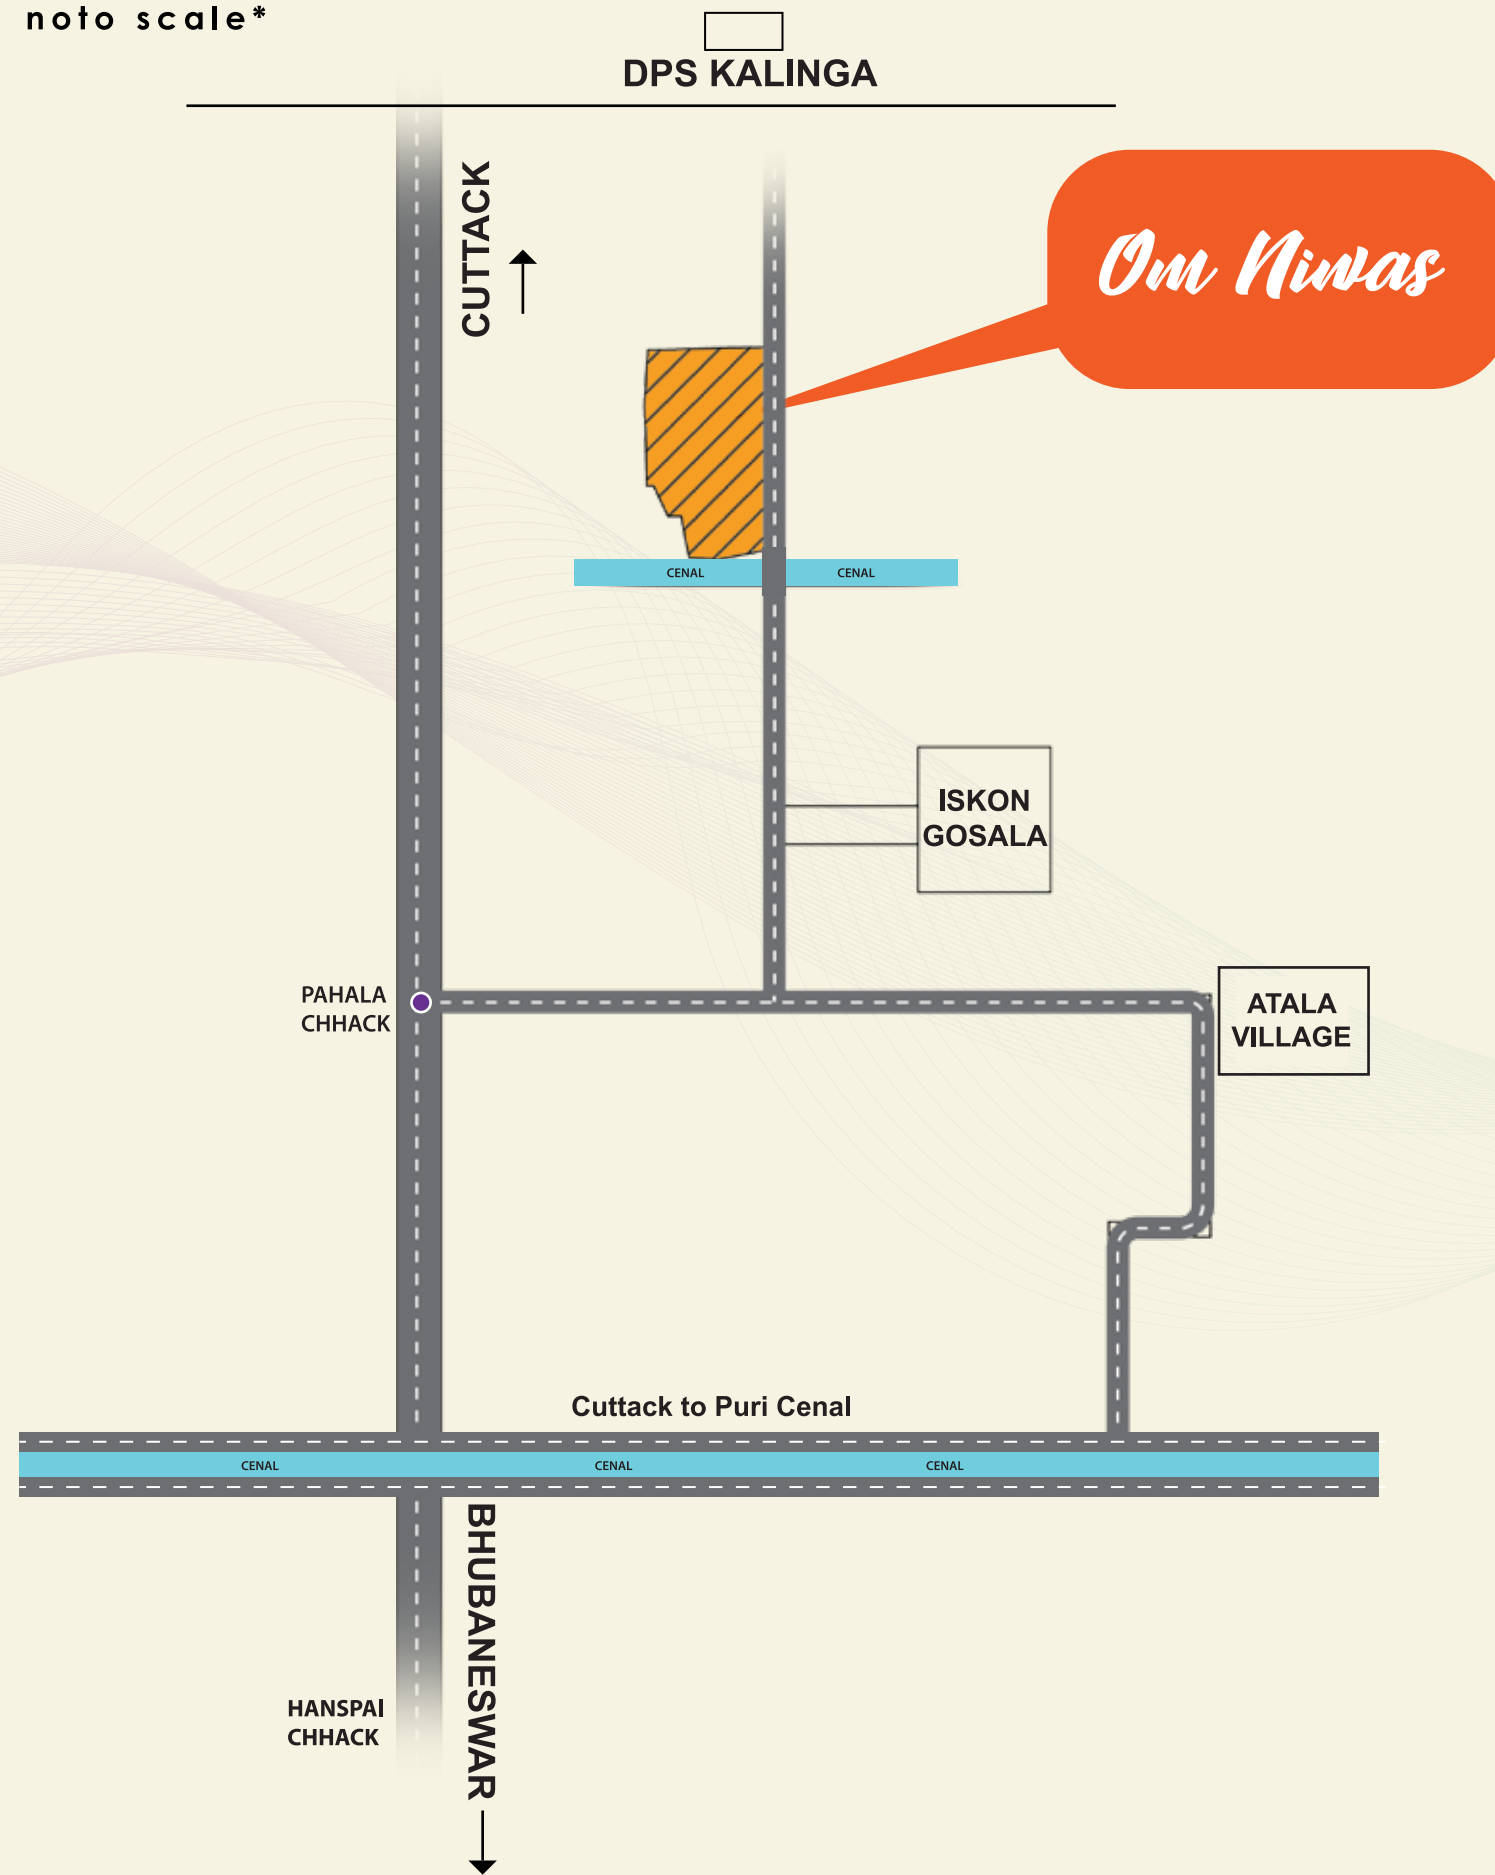 noto scale*
DPS KALINGA
CUTTACK
Om Niwas
CENAL
CENAL
ISKON
GOSALA
PAHALA
CHHACK
ATALA
VILLAGE
Cuttack to Puri Cenal
CENAL
CENAL
CENAL
BHUBANESWAR
HANSPAI
CHHACK